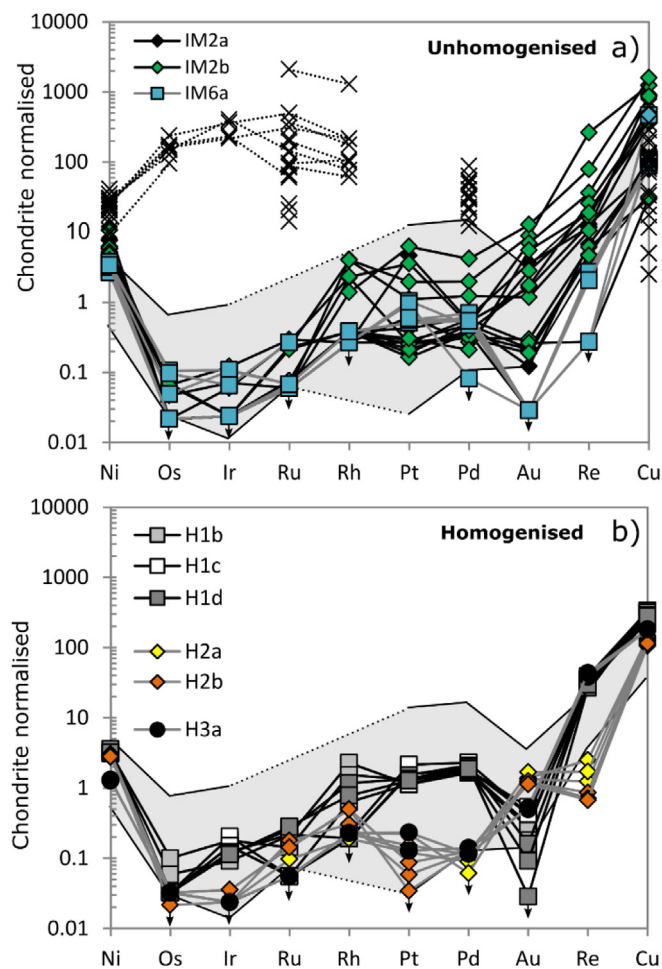 IM2a
IM2b
IM6a
Unhomogenised
a)
10000
1000
100
10
1
0.1
0.01
Chondrite normalised
Ni Os Ir Ru Rh Pt Pd Au Re Cu
H1b
H1c
H1d
H2a
H2b
H3a
Homogenised
b)
10000
1000
100
10
1
0.1
0.01
Chondrite normalised
Ni Os Ir Ru Rh Pt Pd Au Re Cu